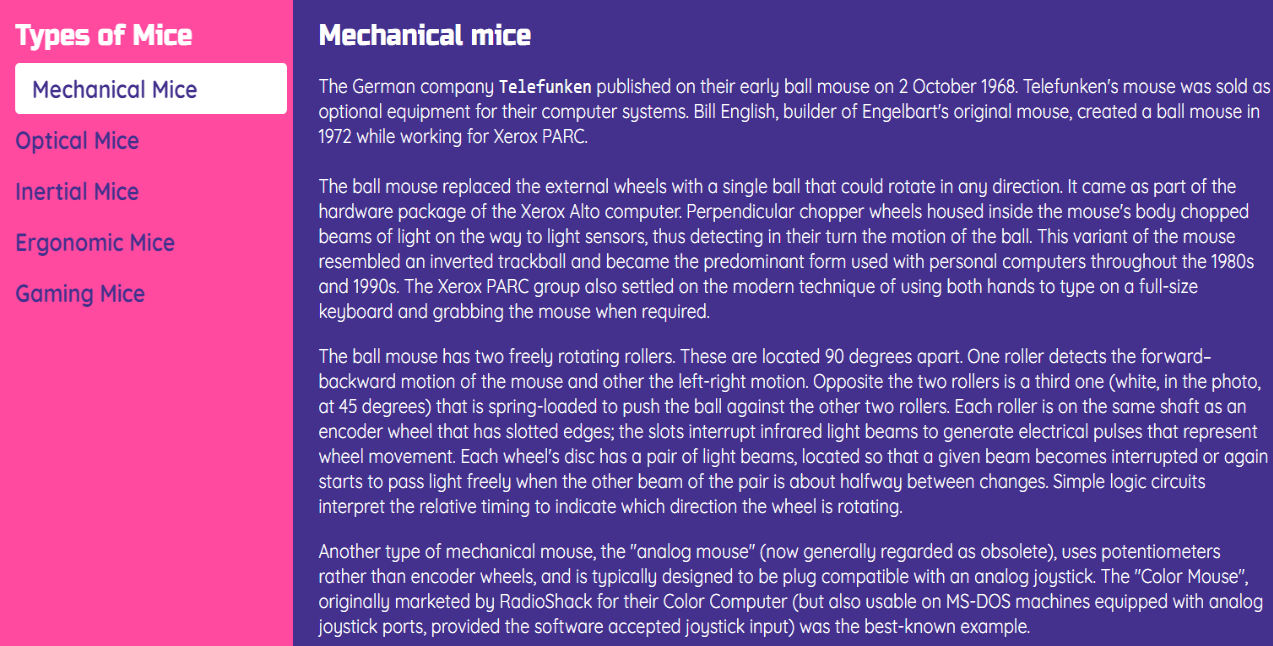 Types of Mice
Mechanical Mice
Optical Mice
Inertial Mice
Ergonomic Mice
Gaming Mice
Mechanical mice
The German company Telefunken published on their early ball mouse on 2 October 1968. Telefunken's mouse was sold as
optional equipment for their computer systems. Bill English, builder of Engelbart's original mouse, created a ball mouse in
1972 while working for Xerox PARC.
The ball mouse replaced the external wheels with a single ball that could rotate in any direction. It came as part of the
hardware package of the Xerox Alto computer. Perpendicular chopper wheels housed inside the mouse's body chopped
beams of light on the way to light sensors, thus detecting in their turn the motion of the ball. This variant of the mouse
resembled an inverted trackball and became the predominant form used with personal computers throughout the 1980s
and 1990s. The Xerox PARC group also settled on the modern technique of using both hands to type on a full-size
keyboard and grabbing the mouse when required.
The ball mouse has two freely rotating rollers. These are located 90 degrees apart. One roller detects the forward–
backward motion of the mouse and other the left-right motion. Opposite the two rollers is a third one (white, in the photo,
at 45 degrees) that is spring-loaded to push the ball against the other two rollers. Each roller is on the same shaft as an
encoder wheel that has slotted edges; the slots interrupt infrared light beams to generate electrical pulses that represent
wheel movement. Each wheel's disc has a pair of light beams, located so that a given beam becomes interrupted or again
starts to pass light freely when the other beam of the pair is about halfway between changes. Simple logic circuits
interpret the relative timing to indicate which direction the wheel is rotating.
Another type of mechanical mouse, the "analog mouse" (now generally regarded as obsolete), uses potentiometers
rather than encoder wheels, and is typically designed to be plug compatible with an analog joystick. The "Color Mouse",
originally marketed by RadioShack for their Color Computer (but also usable on MS-DOS machines equipped with analog
joystick ports, provided the software accepted joystick input) was the best-known example.